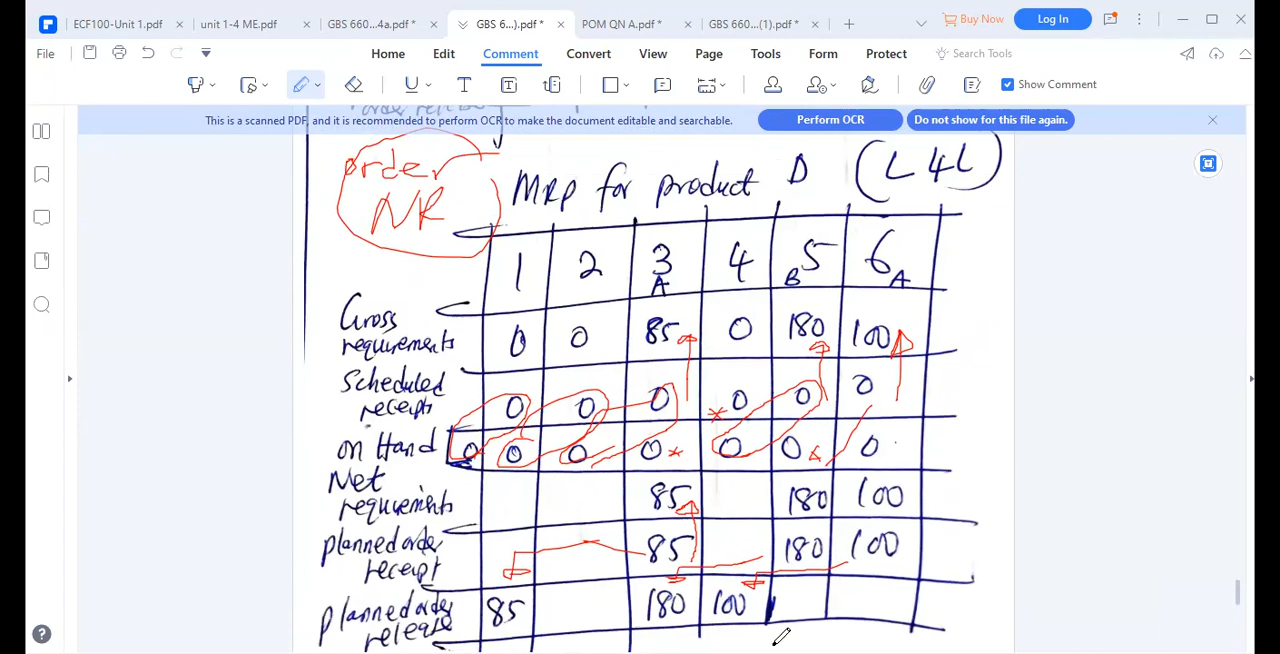 ECF100-Unit 1.pdf
unit 1-4 ME.pdf
GBS 660...4a.pdf *
GBS 6...).pdf *
POM QN A.pdf *
GBS 660...(1).pdf *
Buy Now
Log In
File
Home
Edit
Comment
Convert
View
Page
Tools
Form
Protect
Search Tools
Show Comment
This is a scanned PDF, and it is recommended to perform OCR to make the document editable and searchable.
Perform OCR
Do not show for this file again.
order
NR
MRP for product D (L4L)
1 2 3 4 5 6
A B A
Gross requirements 0 0 85 0 180 100
Scheduled receipts 0 0 0 0 0 0
on Hand 0 0 0 0 0 0 0
Net requirements 85 180 100
planned order receipt 85 180 100
planned order release 85 180 100